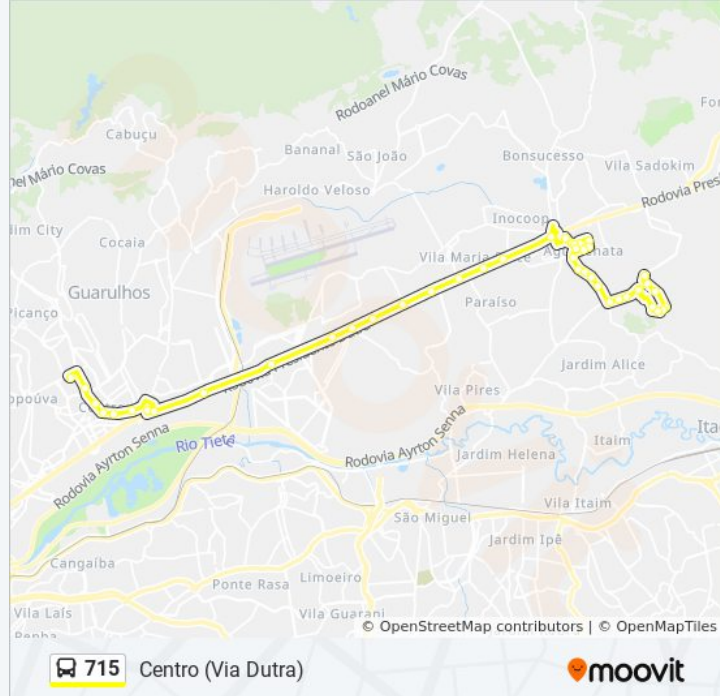 Rodoanel Mário Covas
Cabuçu
Bananal
São João
Bonsucesso
Vila Sadokim
Mário Covas
Haroldo Veloso
Rodovia Pres
Inocoop
dim City
Cocaia
Vila Maria
Guarulhos
Paraíso
Picanço
Jardim Alice
Vila Pires
opoúva
Rodovia Ayrton Senna
Rio Tietê
Rodovia Ayrton Senna
Jardim Helena
Itaim
Vila Itaim
São Miguel
Jardim Ipê
Cangaíba
Ponte Rasa
Limoeiro
Vila Laís
Vila Guarani
Penha
© OpenStreetMap contributors | © OpenMapTiles
715 Centro (Via Dutra)
moovit